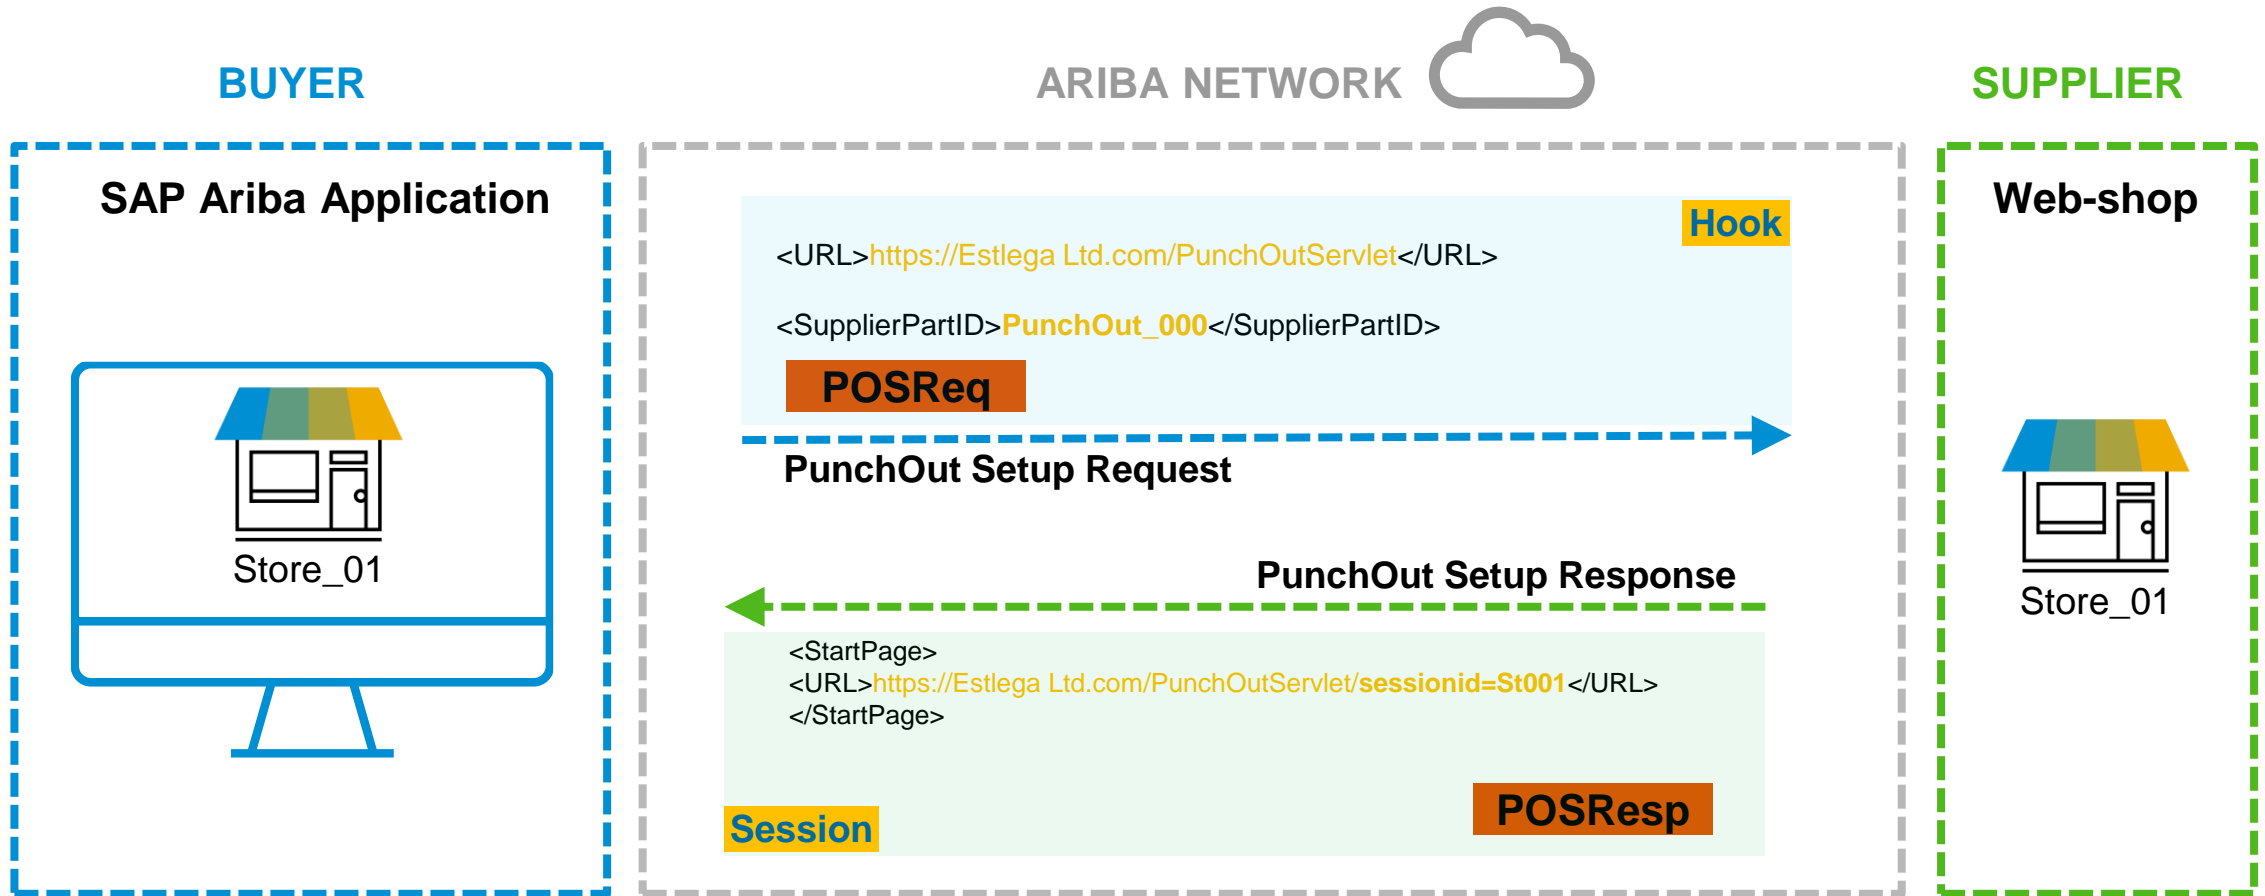 BUYER
ARIBA NETWORK
SUPPLIER
SAP Ariba Application
Store_01
Hook
<URL>https://Estlega Ltd.com/PunchOutServlet</URL>
<SupplierPartID>PunchOut_000</SupplierPartID>
POSReq
PunchOut Setup Request
PunchOut Setup Response
<StartPage>
<URL>https://Estlega Ltd.com/PunchOutServlet/sessionid=St001</URL>
</StartPage>
POSResp
Session
Web-shop
Store_01